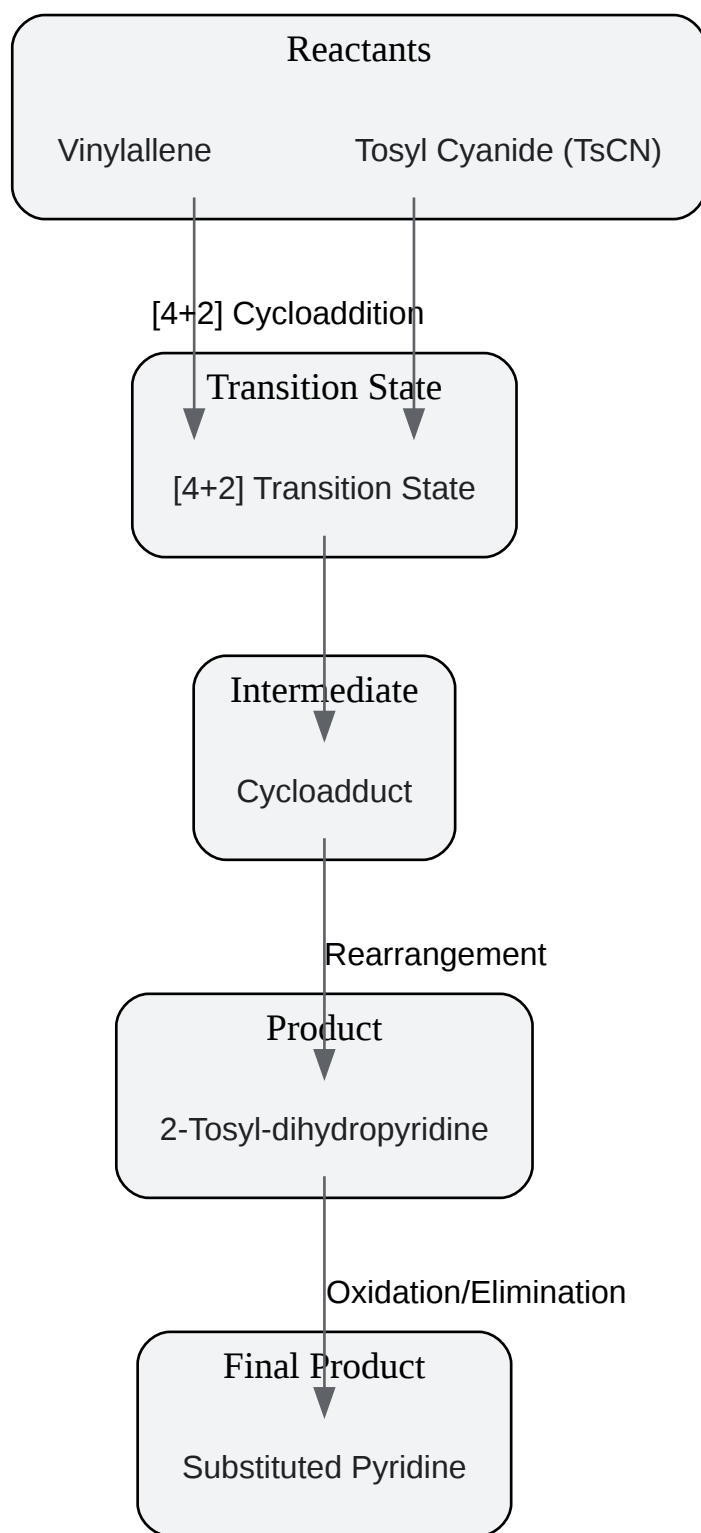 Reactants
Vinylallene
Tosyl Cyanide (TsCN)
[4+2] Cycloaddition
Transition State
[4+2] Transition State
Intermediate
Cycloadduct
Rearrangement
Product
2-Tosyl-dihydropyridine
Oxidation/Elimination
Final Product
Substituted Pyridine